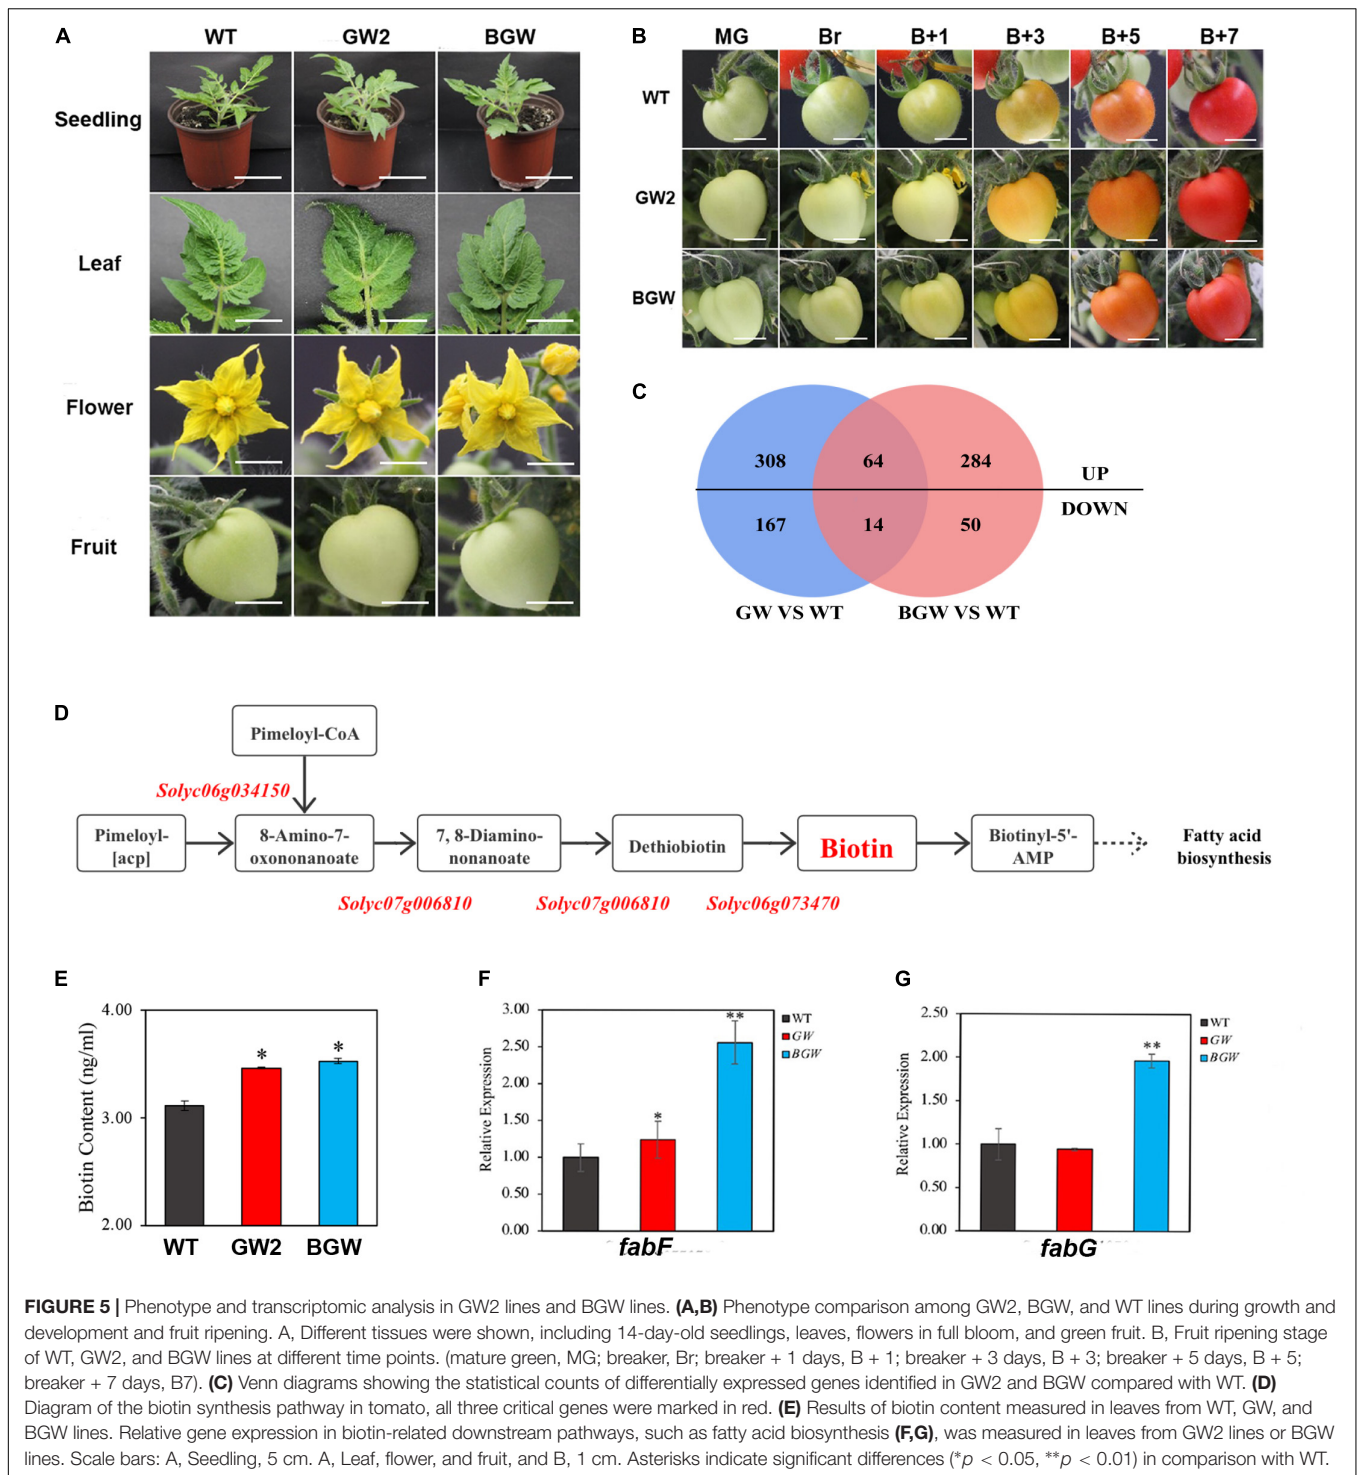 A
WT GW2 BGW
Seedling
Leaf
Flower
Fruit
B
MG Br B+1 B+3 B+5 B+7
WT
GW2
BGW
C
308 64 284
UP
DOWN
167 14 50
GW VS WT BGW VS WT
D
Pimeloyl-CoA
Solyc06g034150
Pimeloyl-
[acp]
8-Amino-7-
oxononanoate
7, 8-Diamino-
nonanoate
Dethiobiotin
Biotin
Biotinyl-5'-
AMP
Fatty acid
biosynthesis
Solyc07g006810 Solyc07g006810 Solyc06g073470
E
Biotin Content (ng/ml)
4.00
3.00
2.00
* *
WT GW2 BGW
F
Relative Expression
3.00
2.50
2.00
1.50
1.00
0.50
0.00
* **
WT
GW
BGW
fabF
G
Relative Expression
2.50
2.00
1.50
1.00
0.50
0.00
**
WT
GW
BGW
fabG
FIGURE 5 | Phenotype and transcriptomic analysis in GW2 lines and BGW lines. (A,B) Phenotype comparison among GW2, BGW, and WT lines during growth and
development and fruit ripening. A, Different tissues were shown, including 14-day-old seedlings, leaves, flowers in full bloom, and green fruit. B, Fruit ripening stage
of WT, GW2, and BGW lines at different time points. (mature green, MG; breaker, Br; breaker + 1 days, B + 1; breaker + 3 days, B + 3; breaker + 5 days, B + 5;
breaker + 7 days, B7). (C) Venn diagrams showing the statistical counts of differentially expressed genes identified in GW2 and BGW compared with WT. (D)
Diagram of the biotin synthesis pathway in tomato, all three critical genes were marked in red. (E) Results of biotin content measured in leaves from WT, GW, and
BGW lines. Relative gene expression in biotin-related downstream pathways, such as fatty acid biosynthesis (F,G), was measured in leaves from GW2 lines or BGW
lines. Scale bars: A, Seedling, 5 cm. A, Leaf, flower, and fruit, and B, 1 cm. Asterisks indicate significant differences (*p < 0.05, **p < 0.01) in comparison with WT.